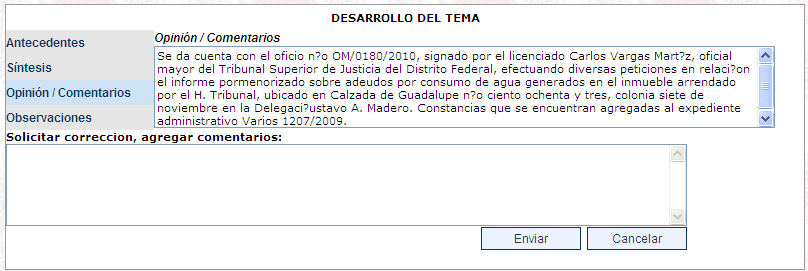 DESARROLLO DEL TEMA
Antecedentes
Síntesis
Opinión / Comentarios
Observaciones
Opinión / Comentarios
Se da cuenta con el oficio n?o OM/0180/2010, signado por el licenciado Carlos Vargas Mart?z, oficial
mayor del Tribunal Superior de Justicia del Distrito Federal, efectuando diversas peticiones en relaci?on
el informe pormenorizado sobre adeudos por consumo de agua generados en el inmueble arrendado
por el H. Tribunal, ubicado en Calzada de Guadalupe n?o ciento ochenta y tres, colonia siete de
noviembre en la Delegaci?ustavo A. Madero. Constancias que se encuentran agregadas al expediente
administrativo Varios 1207/2009.
Solicitar correccion, agregar comentarios:
Enviar
Cancelar